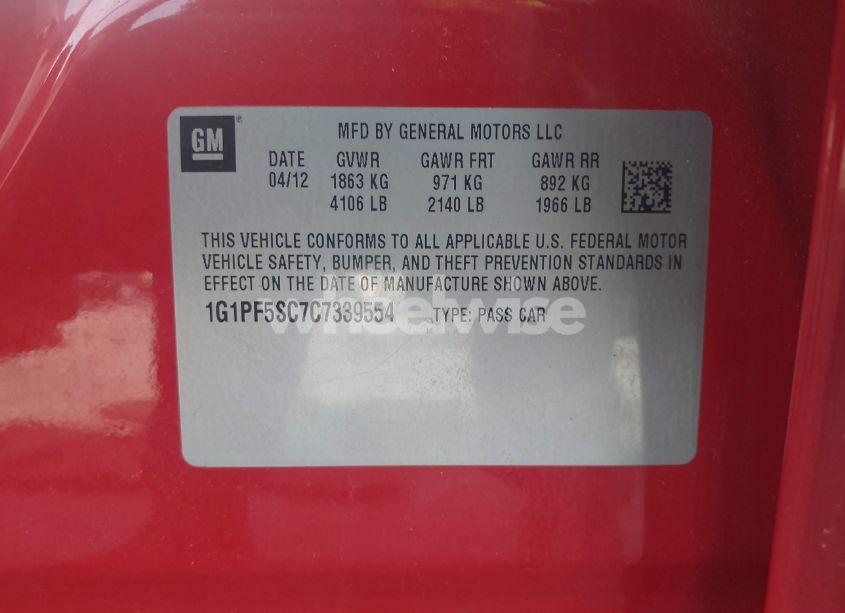 GM®
MFD BY GENERAL MOTORS LLC
DATE GVWR GAWR FRT GAWR RR
04/12 1863 KG 971 KG 892 KG
4106 LB 2140 LB 1966 LB
THIS VEHICLE CONFORMS TO ALL APPLICABLE U.S. FEDERAL MOTOR
VEHICLE SAFETY, BUMPER, AND THEFT PREVENTION STANDARDS IN
EFFECT ON THE DATE OF MANUFACTURE SHOWN ABOVE.
1G1PF5SC7C7339554 TYPE: PASS CAR
wheelwise